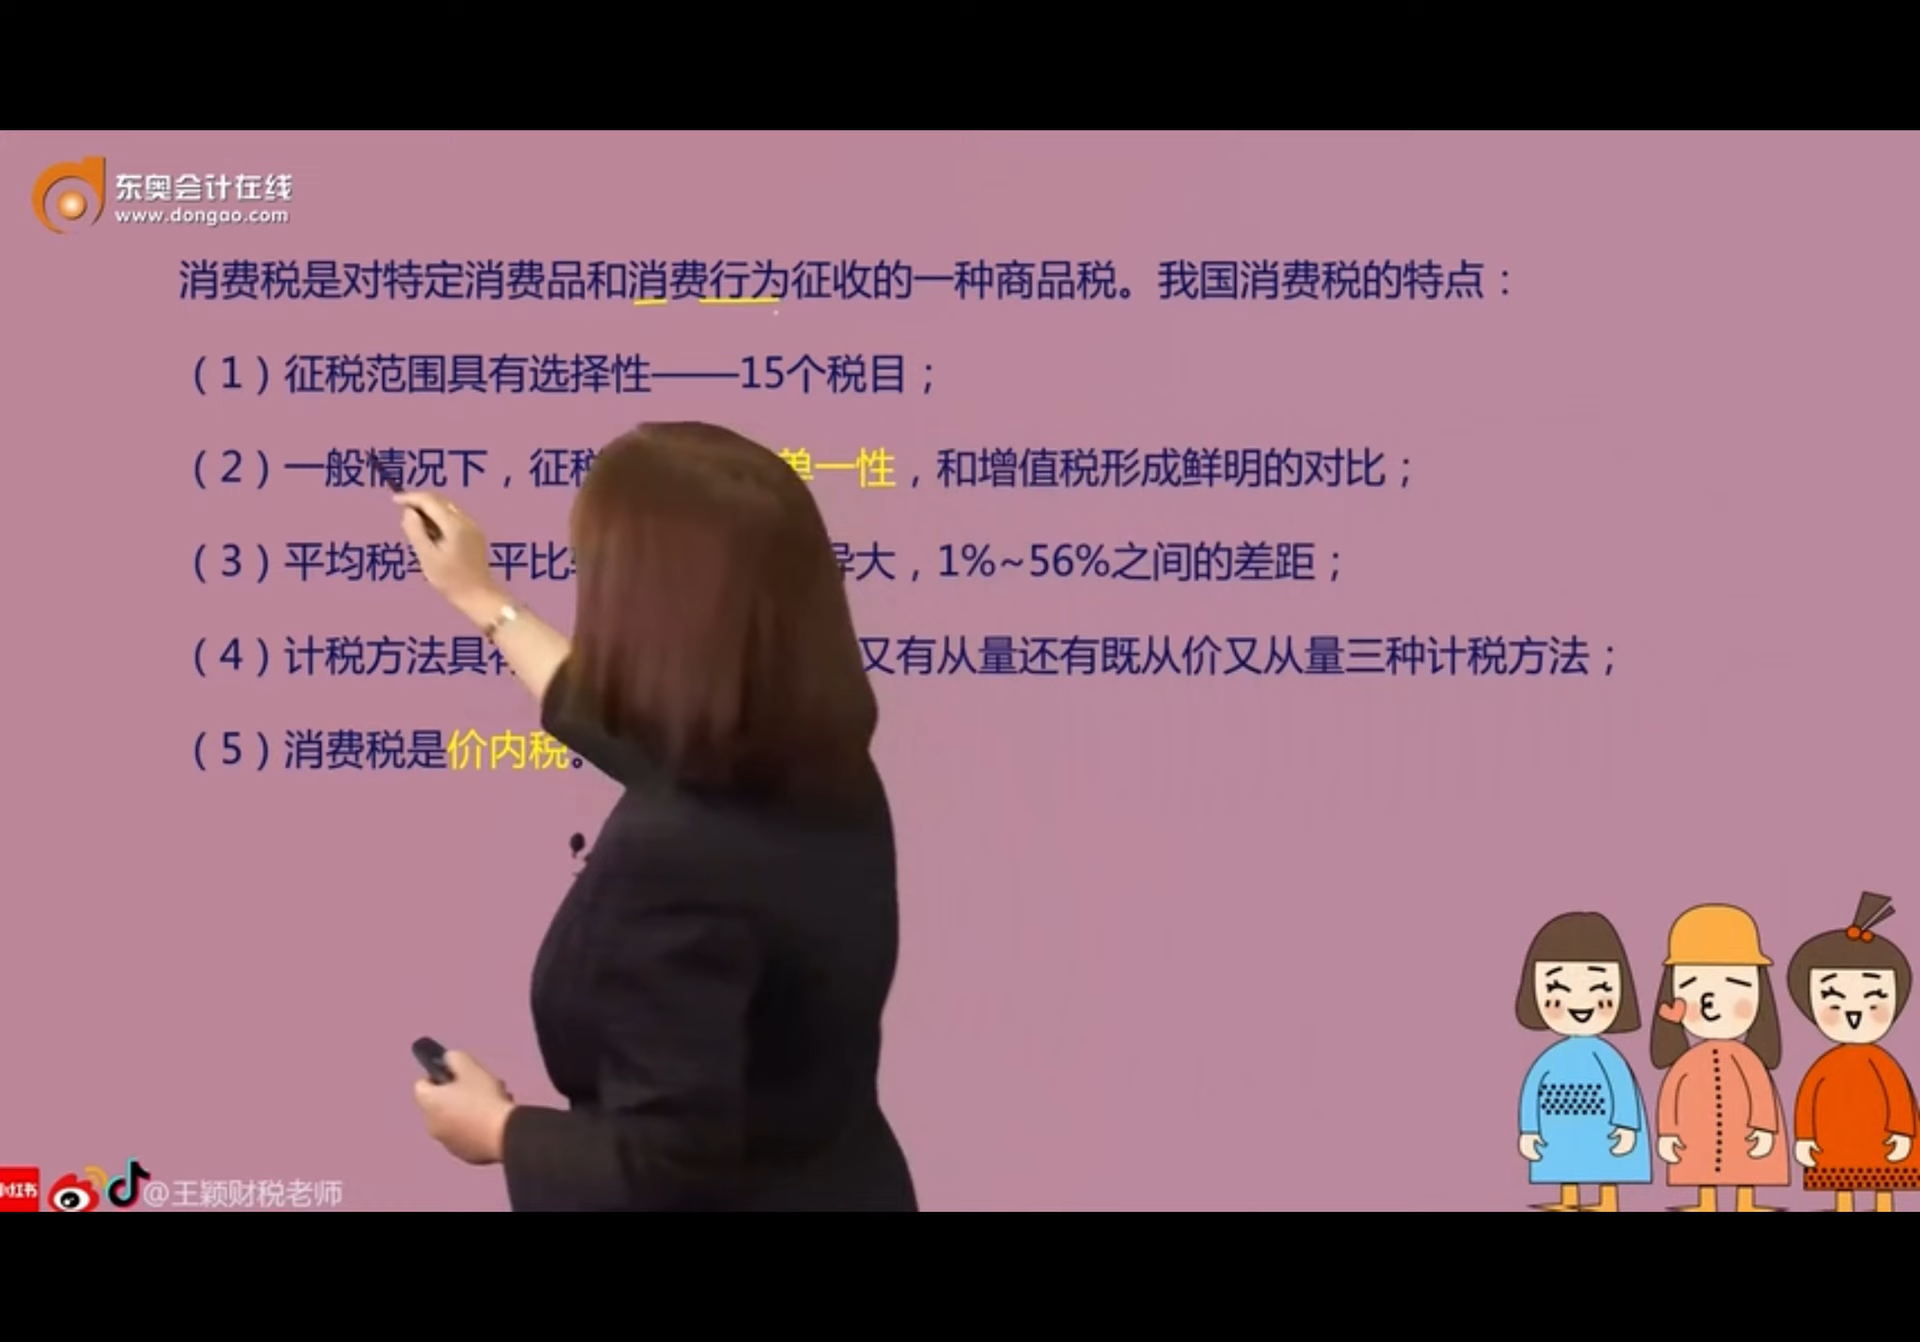 东奥会计在线
www.dongao.com
消费税是对特定消费品和消费行为征收的一种商品税。我国消费税的特点：
（1）征税范围具有选择性——15个税目；
（2）一般情况下，征税 单一性，和增值税形成鲜明的对比；
（3）平均税率 平比 大，1%~56%之间的差距；
（4）计税方法具有 又有从量还有既从价又从量三种计税方法；
（5）消费税是价内税。
小红书 @王颖财税老师